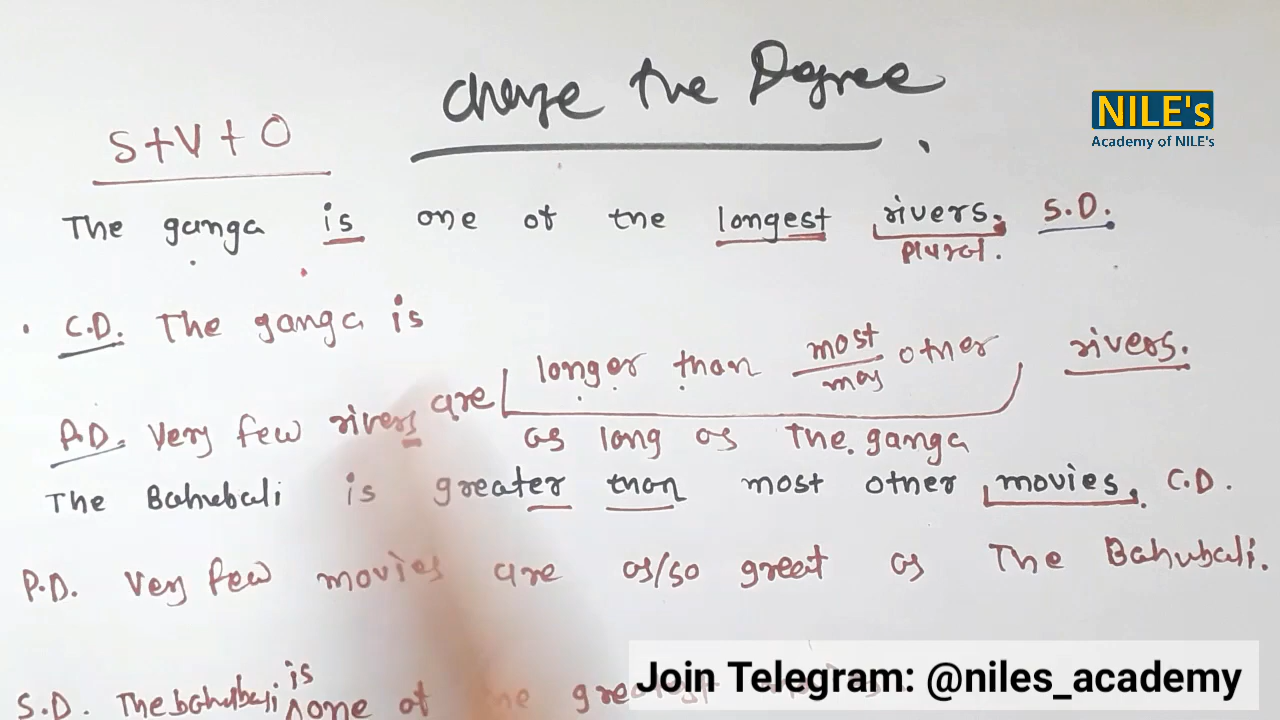 change the Degree.
NILE's
Academy of NILE's
S+V+O
The ganga is one of the longest rivers. S.D.
plural.
C.D. The ganga is longer than most/many other rivers.
P.D. Very few rivers are as long as the ganga
The Bahubali is greater than most other movies. C.D.
P.D. Very few movies are as/so great as The Bahubali.
S.D. The bahubali is one of the greatest
Join Telegram: @niles_academy